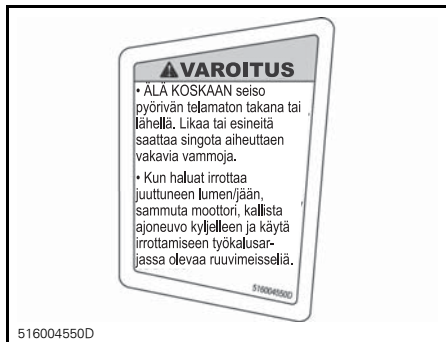 ⚠VAROITUS
• ÄLÄ KOSKAAN seiso
pyörivän telamaton takana tai
lähellä. Likaa tai esineitä
saattaa singota aiheuttaen
vakavia vammoja.
• Kun haluat irrottaa
juuttuneen lumen/jään,
sammuta moottori, kallista
ajoneuvo kyljelleen ja käytä
irrottamiseen työkalusar-
jassa olevaa ruuvimeisseliä.
516004550D
516004550D